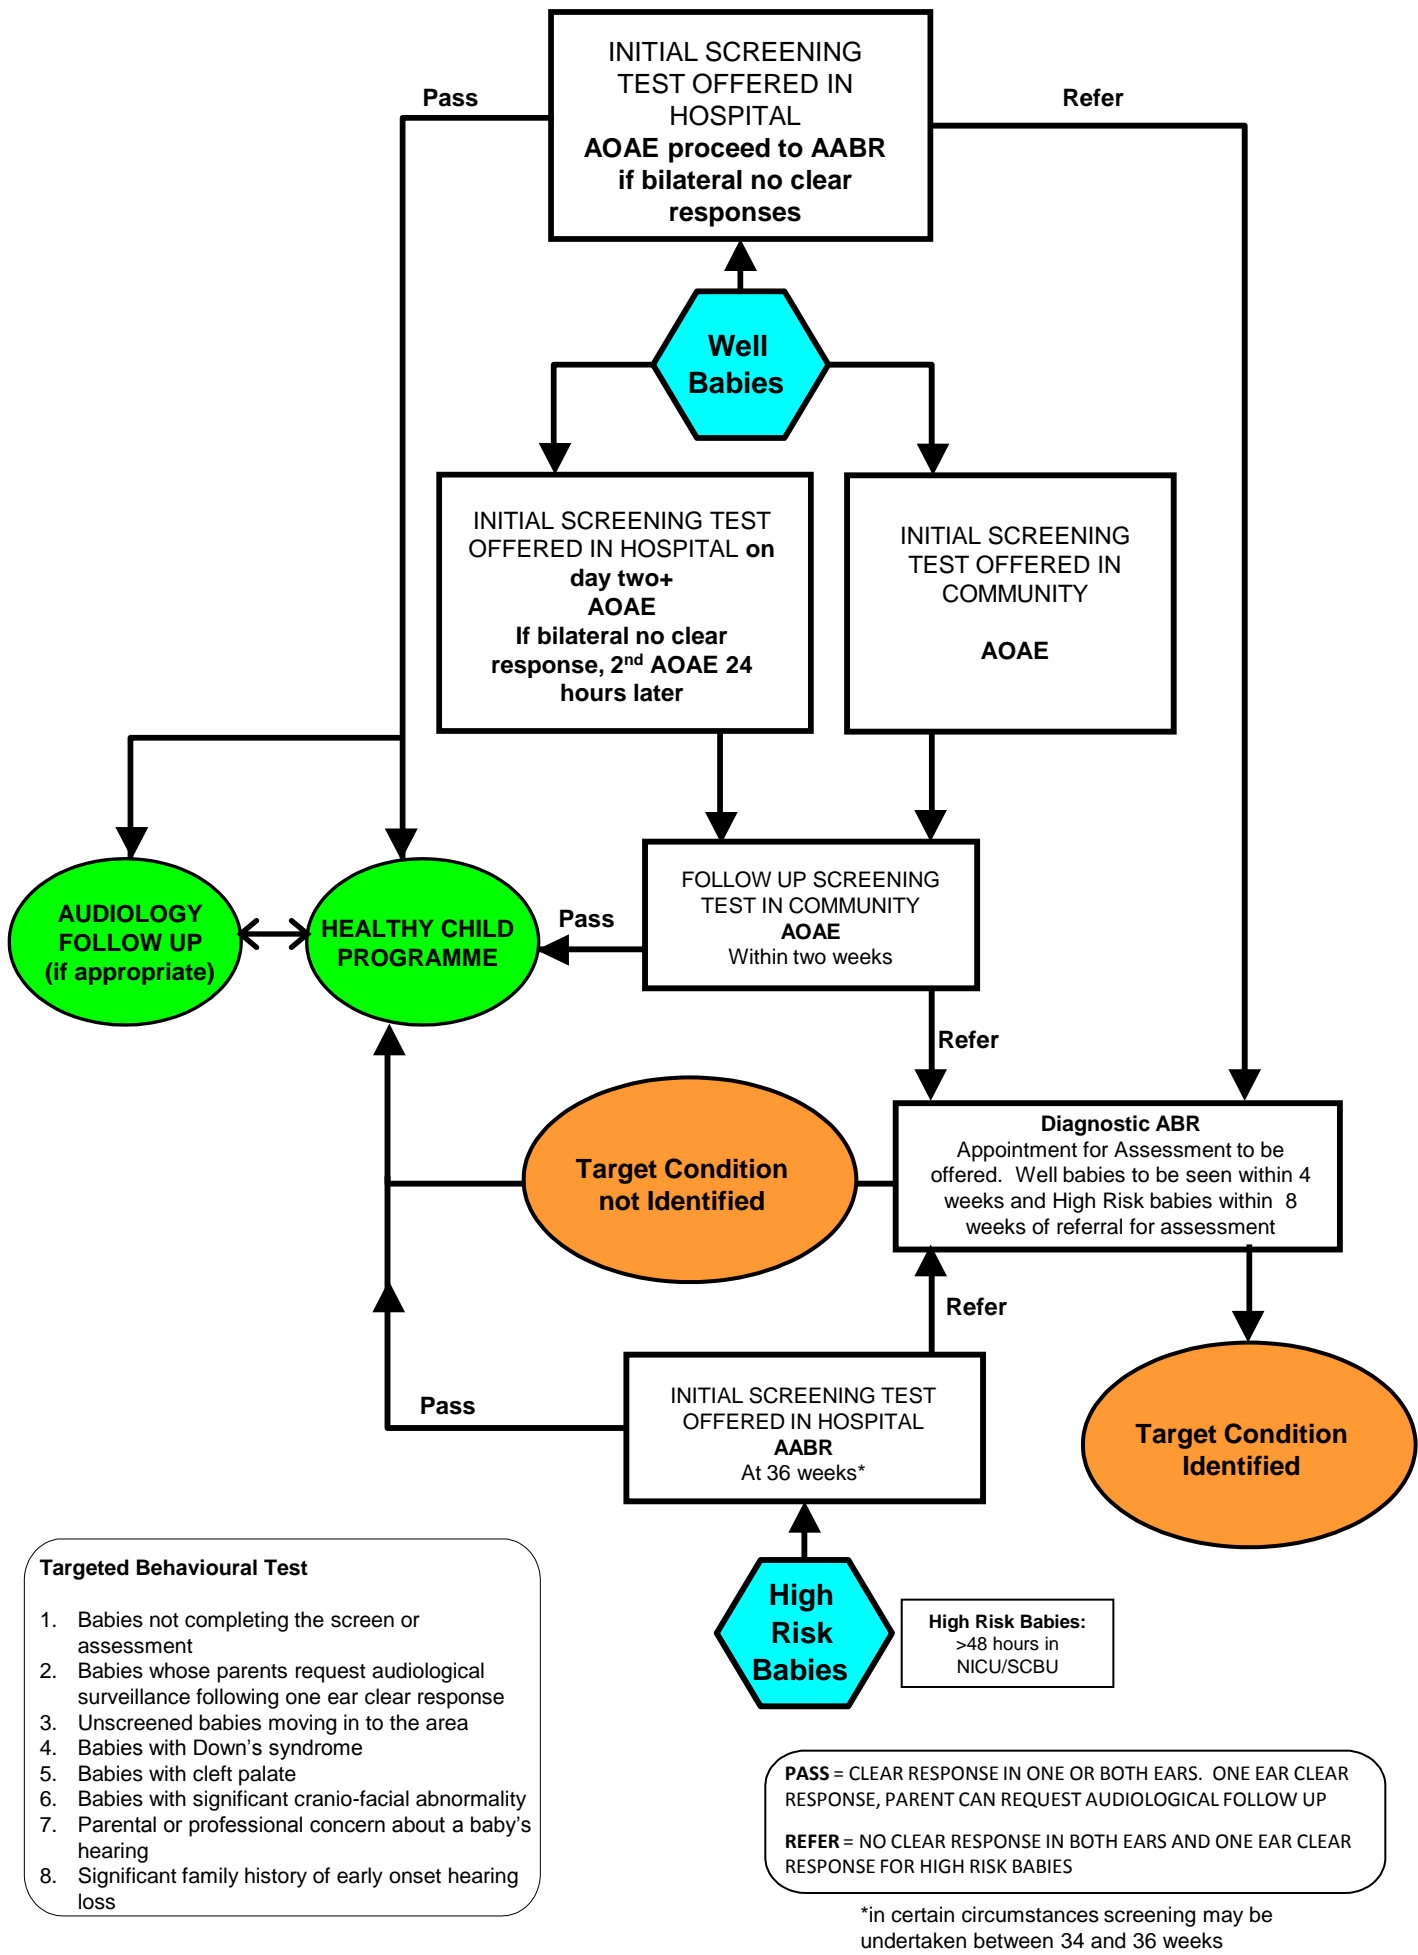 INITIAL SCREENING
TEST OFFERED IN
HOSPITAL
AOAE proceed to AABR
if bilateral no clear
responses
Pass
Refer
Well
Babies
INITIAL SCREENING TEST
OFFERED IN HOSPITAL on
day two+
AOAE
If bilateral no clear
response, 2nd AOAE 24
hours later
INITIAL SCREENING
TEST OFFERED IN
COMMUNITY
AOAE
AUDIOLOGY
FOLLOW UP
(if appropriate)
HEALTHY CHILD
PROGRAMME
Pass
FOLLOW UP SCREENING
TEST IN COMMUNITY
AOAE
Within two weeks
Refer
Target Condition
not Identified
Diagnostic ABR
Appointment for Assessment to be
offered. Well babies to be seen within 4
weeks and High Risk babies within 8
weeks of referral for assessment
Refer
Pass
INITIAL SCREENING TEST
OFFERED IN HOSPITAL
AABR
At 36 weeks*
Target Condition
Identified
High
Risk
Babies
High Risk Babies:
>48 hours in
NICU/SCBU
Targeted Behavioural Test
1. Babies not completing the screen or
assessment
2. Babies whose parents request audiological
surveillance following one ear clear response
3. Unscreened babies moving in to the area
4. Babies with Down's syndrome
5. Babies with cleft palate
6. Babies with significant cranio-facial abnormality
7. Parental or professional concern about a baby's
hearing
8. Significant family history of early onset hearing
loss
PASS = CLEAR RESPONSE IN ONE OR BOTH EARS. ONE EAR CLEAR
RESPONSE, PARENT CAN REQUEST AUDIOLOGICAL FOLLOW UP
REFER = NO CLEAR RESPONSE IN BOTH EARS AND ONE EAR CLEAR
RESPONSE FOR HIGH RISK BABIES
*in certain circumstances screening may be
undertaken between 34 and 36 weeks